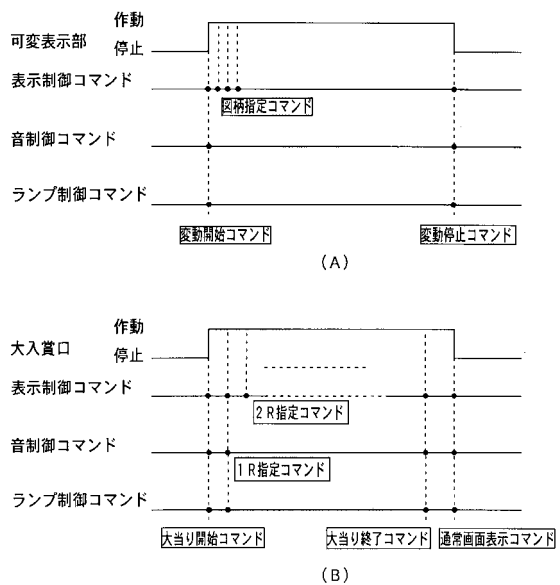 作動
可変表示部
停止
表示制御コマンド
図柄指定コマンド
音制御コマンド
ランプ制御コマンド
変動開始コマンド
変動停止コマンド
(A)
作動
大入賞口
停止
表示制御コマンド
2R指定コマンド
音制御コマンド
1R指定コマンド
ランプ制御コマンド
大当り開始コマンド
大当り終了コマンド
通常画面表示コマンド
(B)